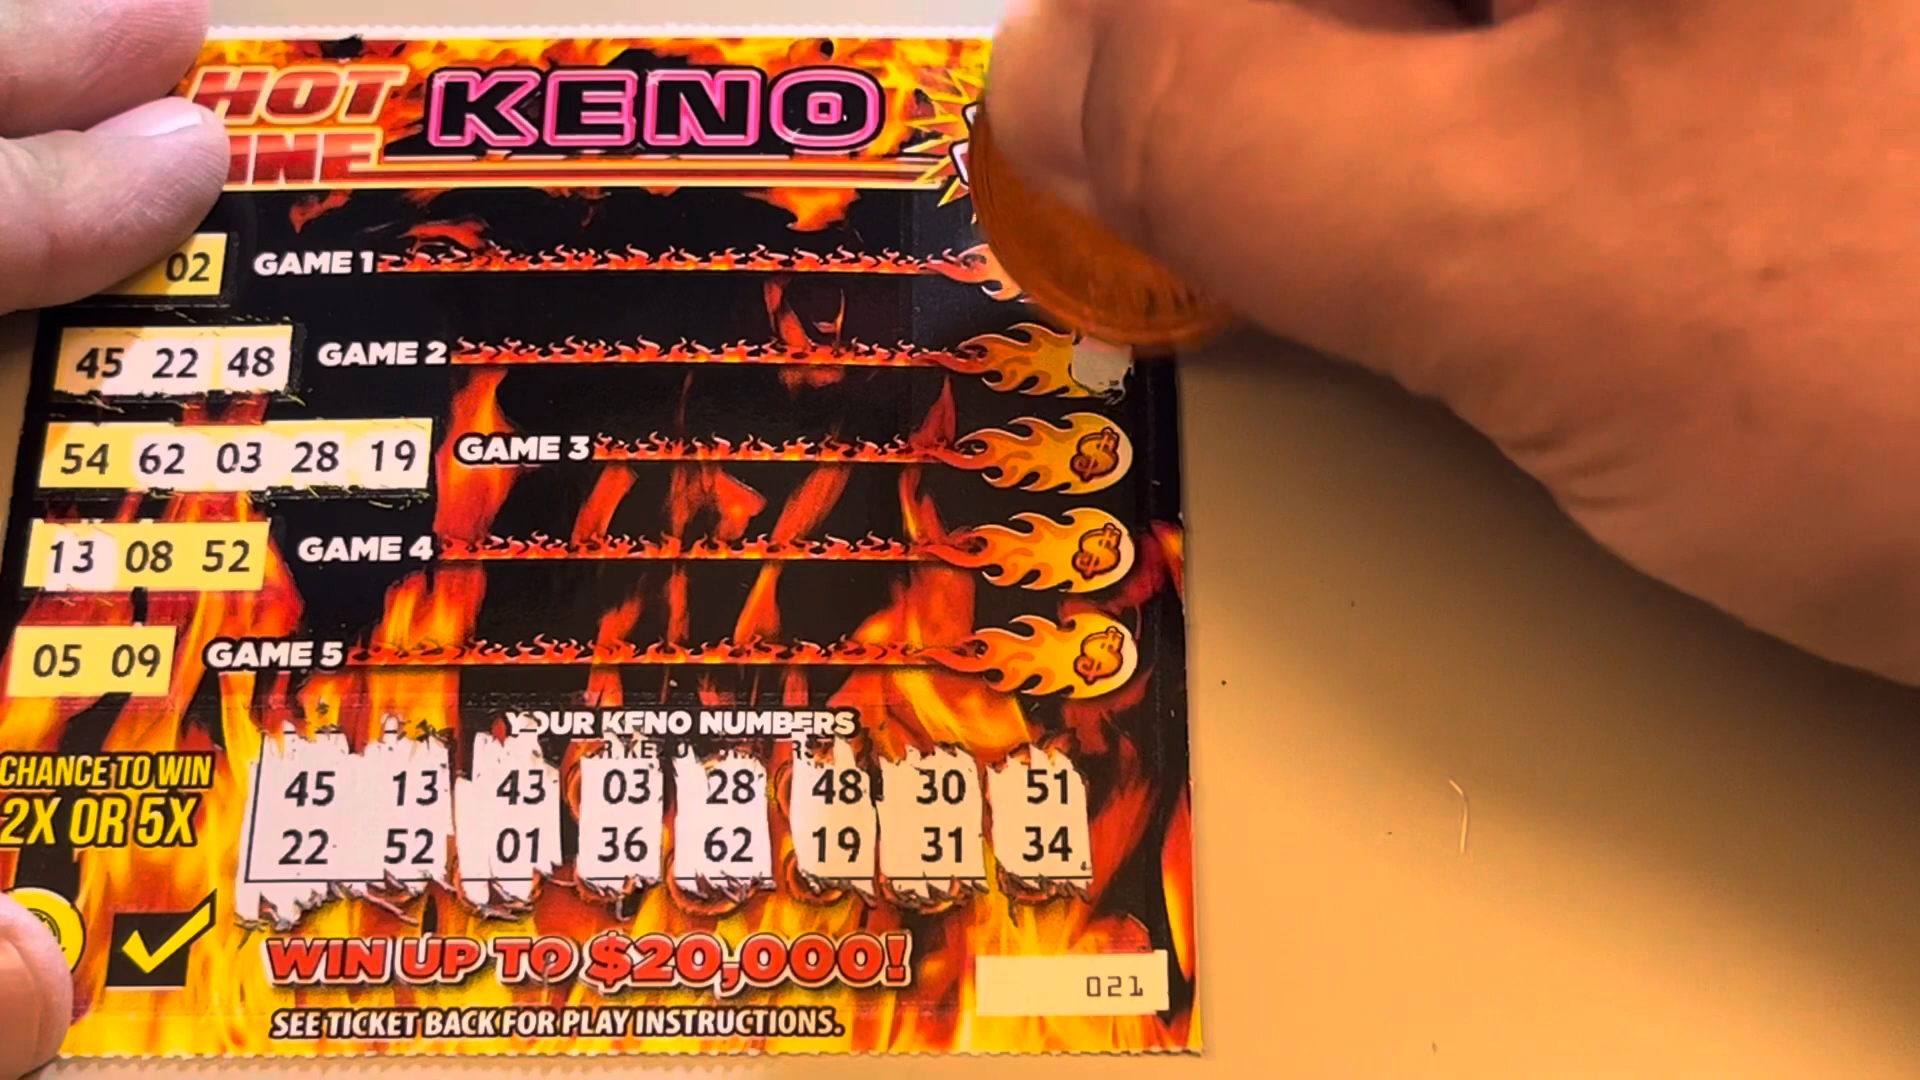 HOT
KENO
02 GAME 1
45 22 48 GAME 2
54 62 03 28 19 GAME 3
13 08 52 GAME 4
05 09 GAME 5
YOUR KENO NUMBERS
CHANCE TO WIN
2X OR 5X
45 13 43 03 28 48 30 51
22 52 01 36 62 19 31 34
WIN UP TO $20,000!
021
SEE TICKET BACK FOR PLAY INSTRUCTIONS.